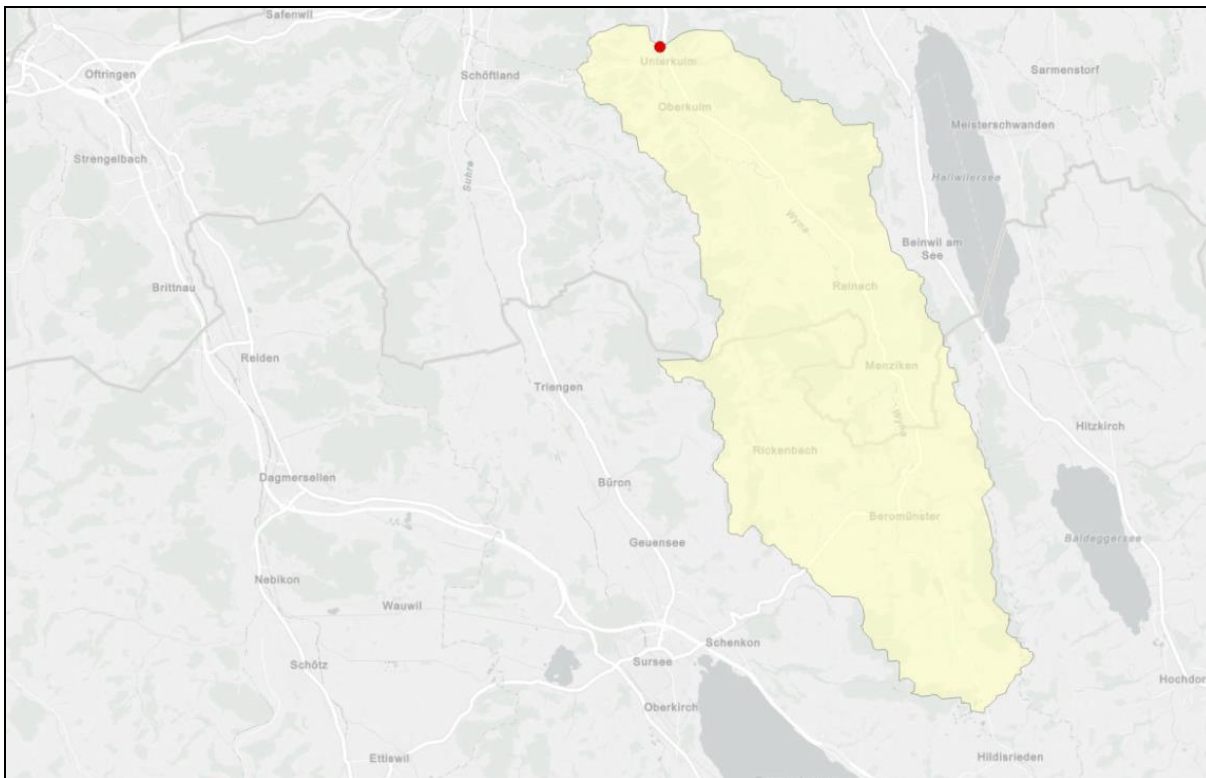 Safenwil
Oftringen
Schöftland
Unterkulm
Sarmenstorf
Oberkulm
Meisterschwanden
Strengelbach
Suhre
Hallwilersee
Wyna
Beinwil am
See
Brittnau
Reinach
Reiden
Menziken
Triengen
Wyna
Hitzkirch
Rickenbach
Dagmersellen
Büron
Beromünster
Geuensee
Baldeggersee
Nebikon
Wauwil
Schenkon
Schötz
Sursee
Hochdorf
Oberkirch
Hildisrieden
Ettiswil